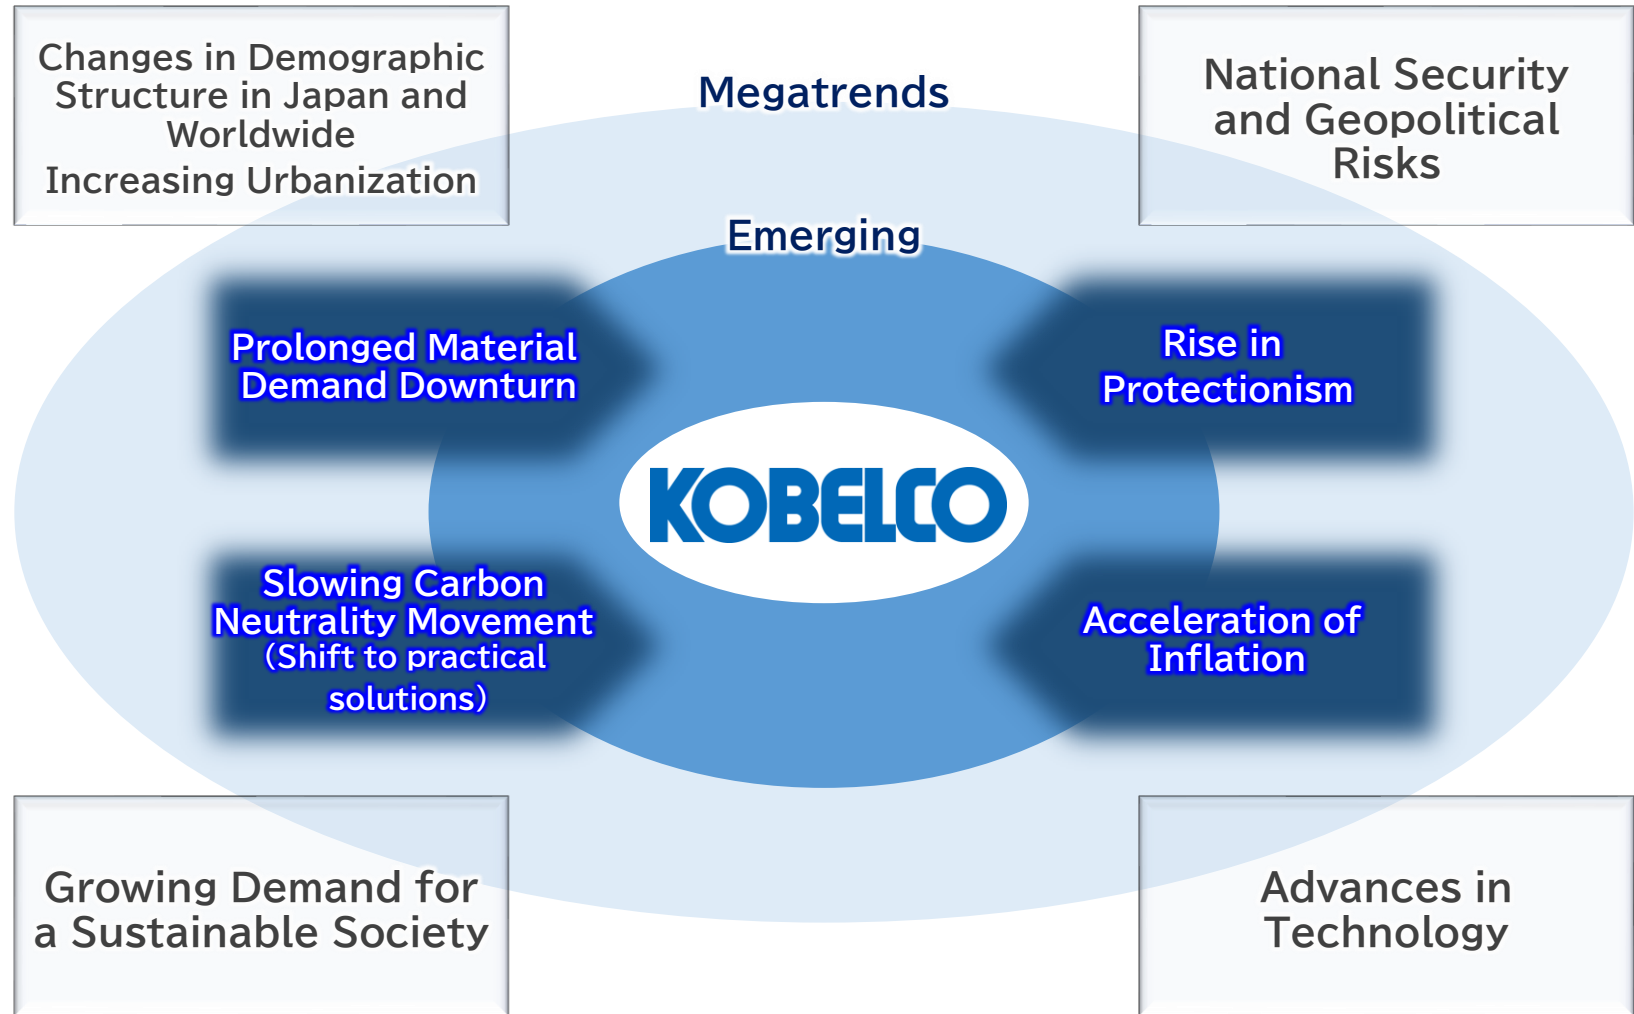 Changes in Demographic
Structure in Japan and
Worldwide
Increasing Urbanization
Megatrends
National Security
and Geopolitical
Risks
Emerging
Prolonged Material
Demand Downturn
Rise in
Protectionism
KOBELCO
Slowing Carbon
Neutrality Movement
(Shift to practical
solutions)
Acceleration of
Inflation
Growing Demand for
a Sustainable Society
Advances in
Technology